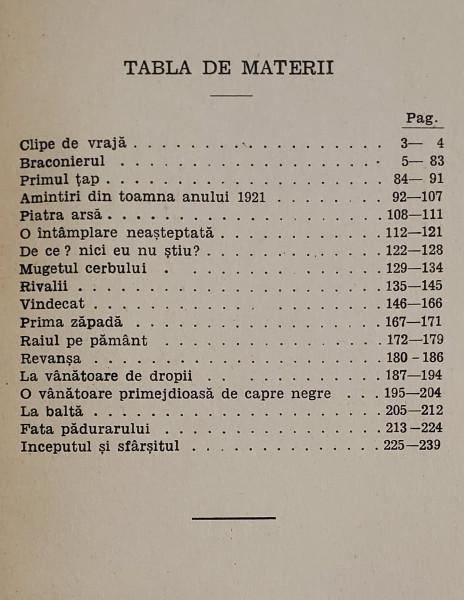 TABLA DE MATERII
Pag.
Clipe de vrajă . . . . . . . . . . . . . . . . 3— 4
Braconierul . . . . . . . . . . . . . . . . . 5— 83
Primul țap . . . . . . . . . . . . . . . . . 84— 91
Amintiri din toamna anului 1921 . . . . . . . 92—107
Piatra arsă . . . . . . . . . . . . . . . . . 108—111
O întâmplare neașteptată . . . . . . . . . . 112—121
De ce? nici eu nu știu? . . . . . . . . . . . 122—128
Mugetul cerbului . . . . . . . . . . . . . . 129—134
Rivalii . . . . . . . . . . . . . . . . . . . 135—145
Vindecat . . . . . . . . . . . . . . . . . . 146—166
Prima zăpadă . . . . . . . . . . . . . . . . 167—171
Raiul pe pământ . . . . . . . . . . . . . . . 172—179
Revanșa . . . . . . . . . . . . . . . . . . . 180-186
La vânătoare de dropii . . . . . . . . . . . 187—194
O vânătoare primejdioasă de capre negre . . . 195—204
La baltă . . . . . . . . . . . . . . . . . . 205—212
Fata pădurarului . . . . . . . . . . . . . . 213—224
Inceputul și sfârșitul . . . . . . . . . . . 225—239